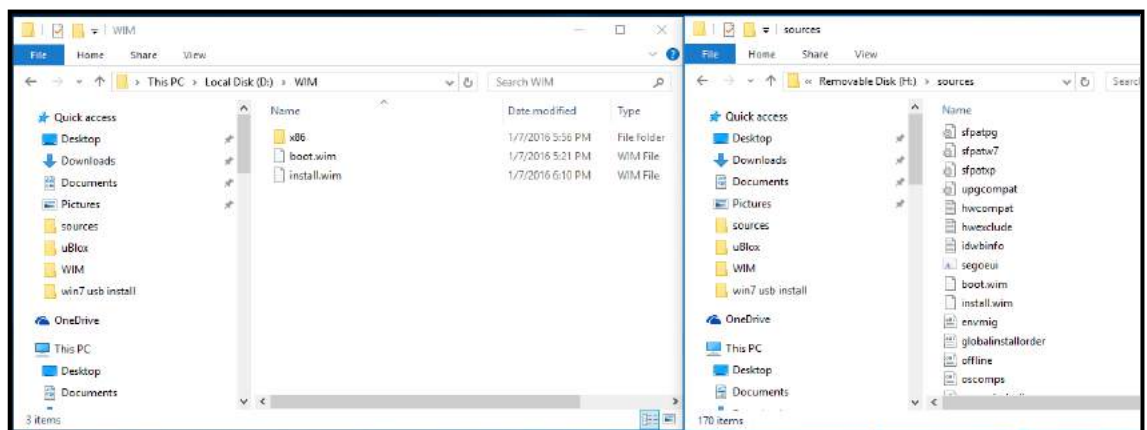 WIM
File Home Share View
This PC > Local Disk (D:) > WIM
Search WIM
Quick access
Desktop
Downloads
Documents
Pictures
sources
uBlox
WIM
win7 usb install
OneDrive
This PC
Desktop
Documents
Name Date modified Type
x86 1/7/2016 5:56 PM File folder
boot.wim 1/7/2016 5:21 PM WIM File
install.wim 1/7/2016 6:10 PM WIM File
3 items
sources
File Home Share View
« Removable Disk (H:) > sources
Searc
Quick access
Desktop
Downloads
Documents
Pictures
sources
uBlox
WIM
win7 usb install
OneDrive
This PC
Desktop
Documents
Name
sfpatpg
sfpatw7
sfpatxp
upgcompat
hwcompat
hwexclude
idwbinfo
segoeui
boot.wim
install.wim
envmig
globalinstallorder
offline
oscomps
170 items